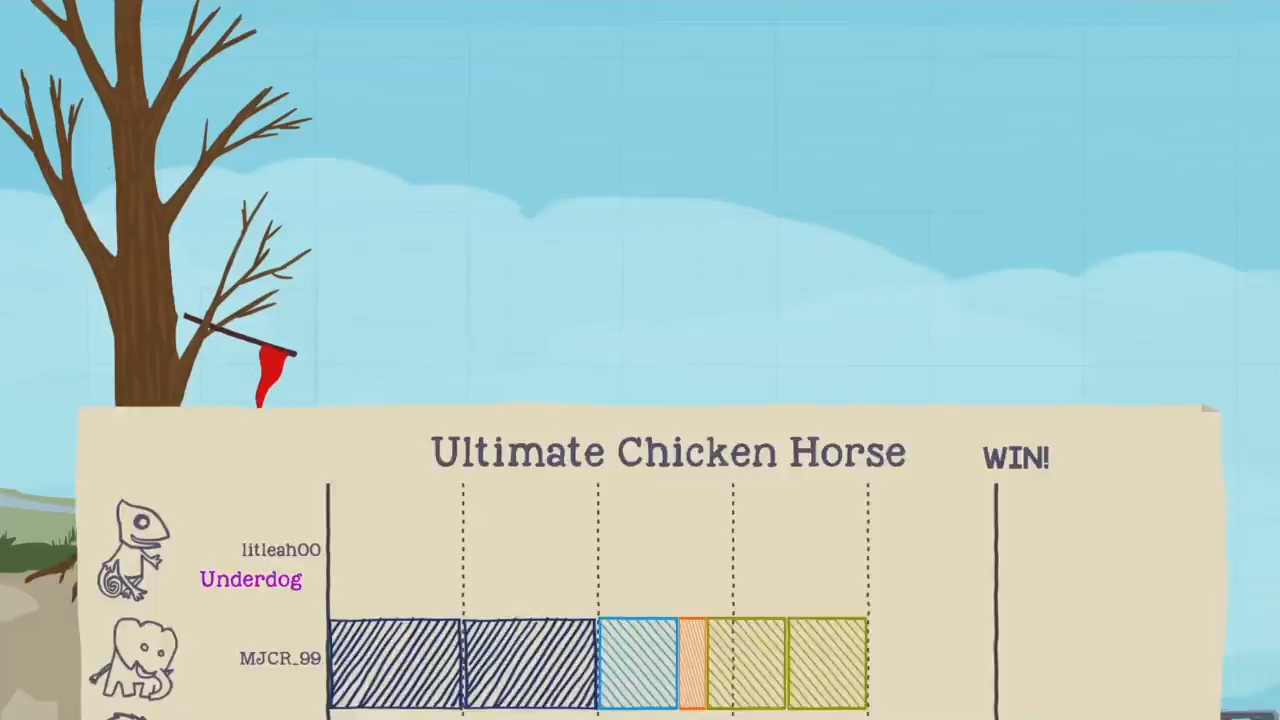 Ultimate Chicken Horse
WIN!
litleah00
Underdog
MJCR_99